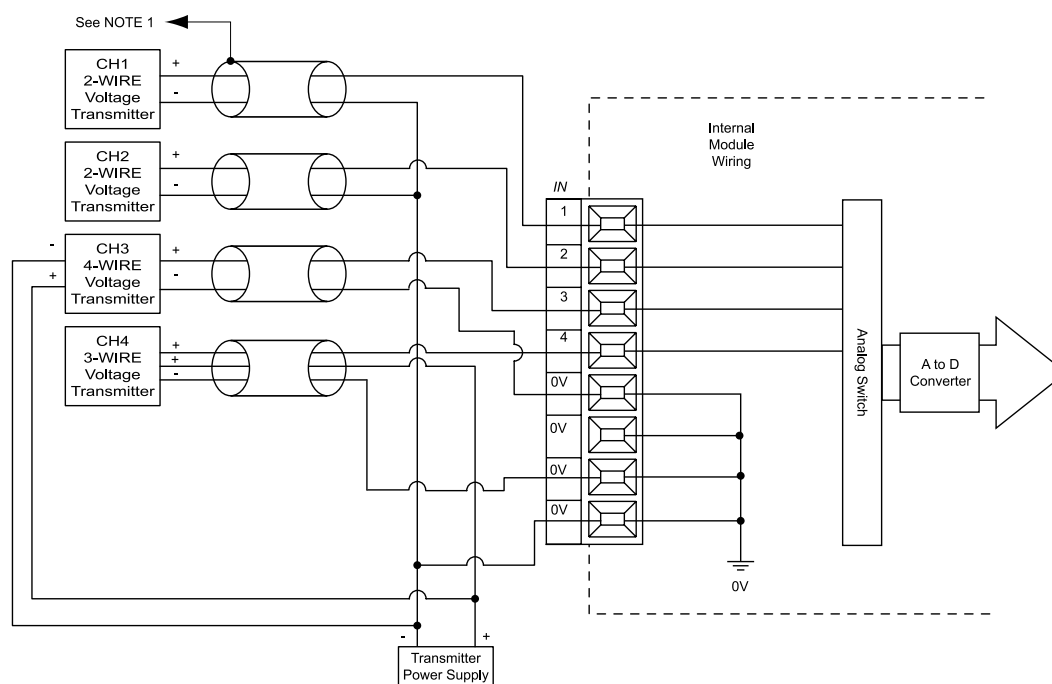 See NOTE 1
CH1
2-WIRE
Voltage
Transmitter
+
-
CH2
2-WIRE
Voltage
Transmitter
+
-
CH3
4-WIRE
Voltage
Transmitter
-
+
+
-
CH4
3-WIRE
Voltage
Transmitter
+
+
-
Internal
Module
Wiring
IN
1
2
3
4
0V
0V
0V
0V
Analog Switch
A to D
Converter
0V
-
+
Transmitter
Power Supply